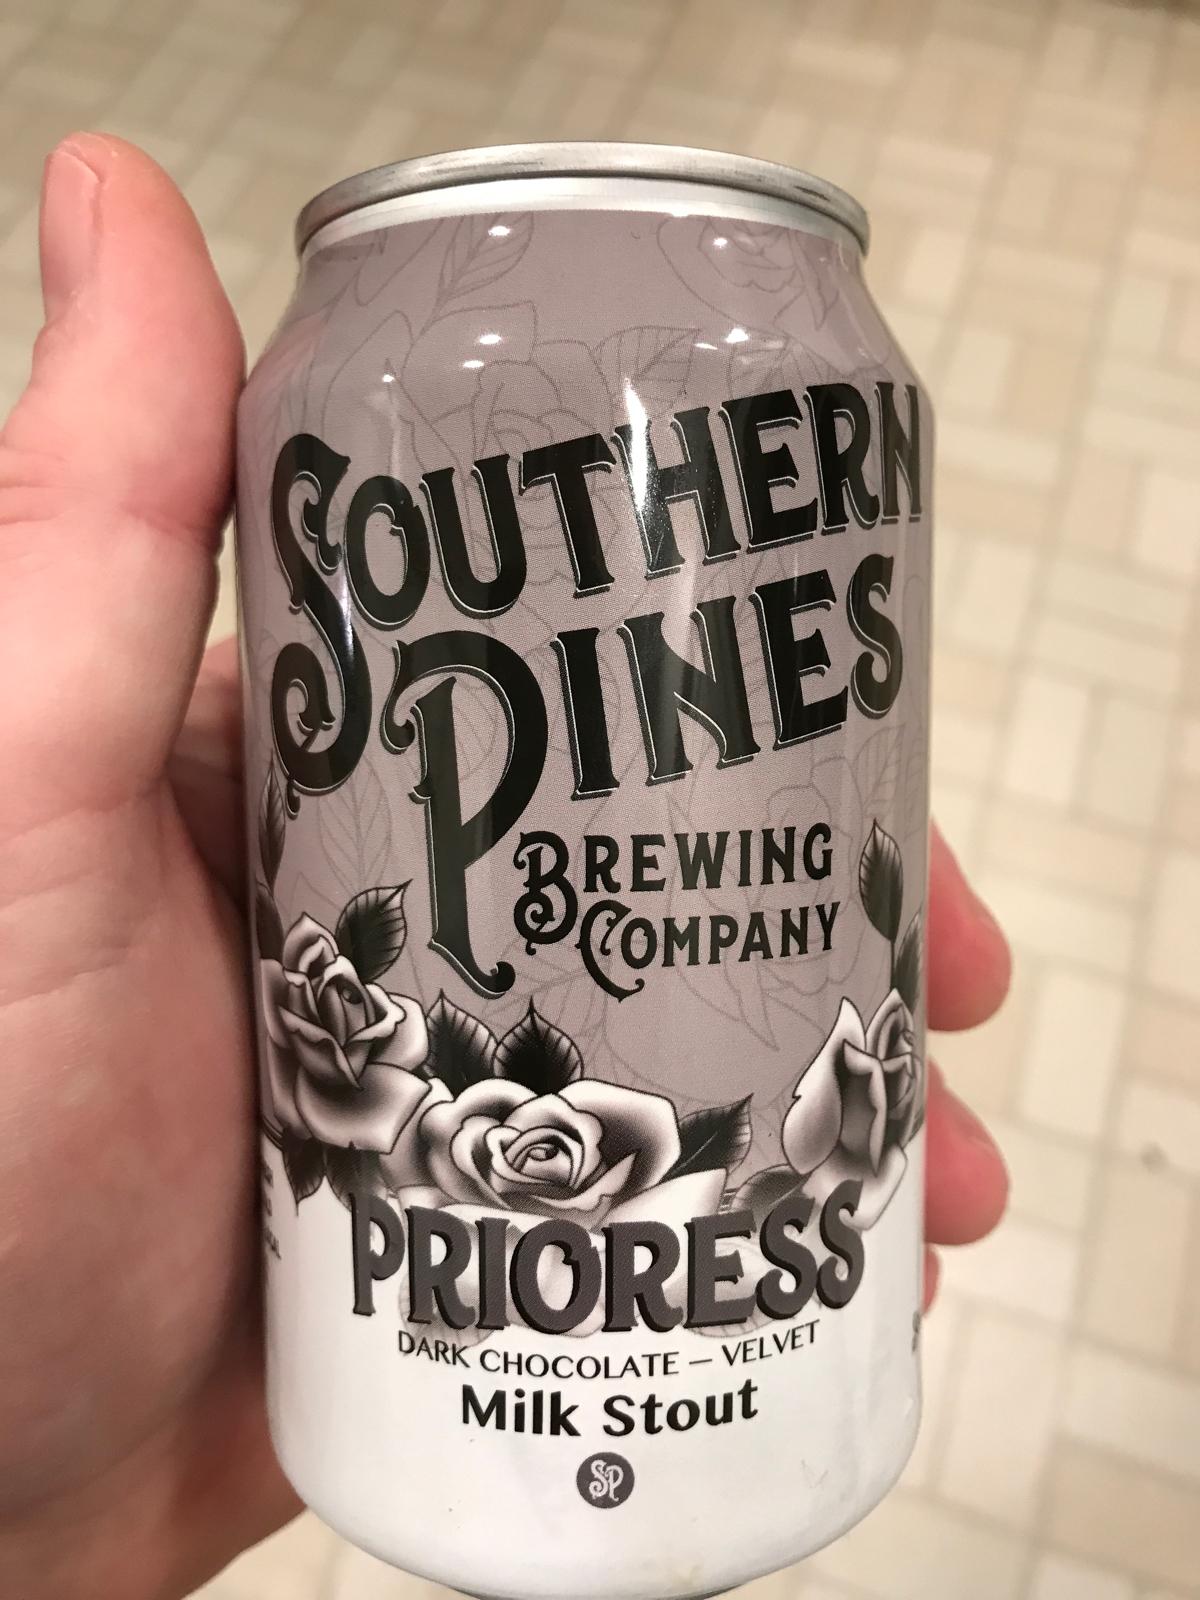 SOUTHERN
PINES
BREWING
COMPANY
PRIORESS
DARK CHOCOLATE – VELVET
Milk Stout
SP